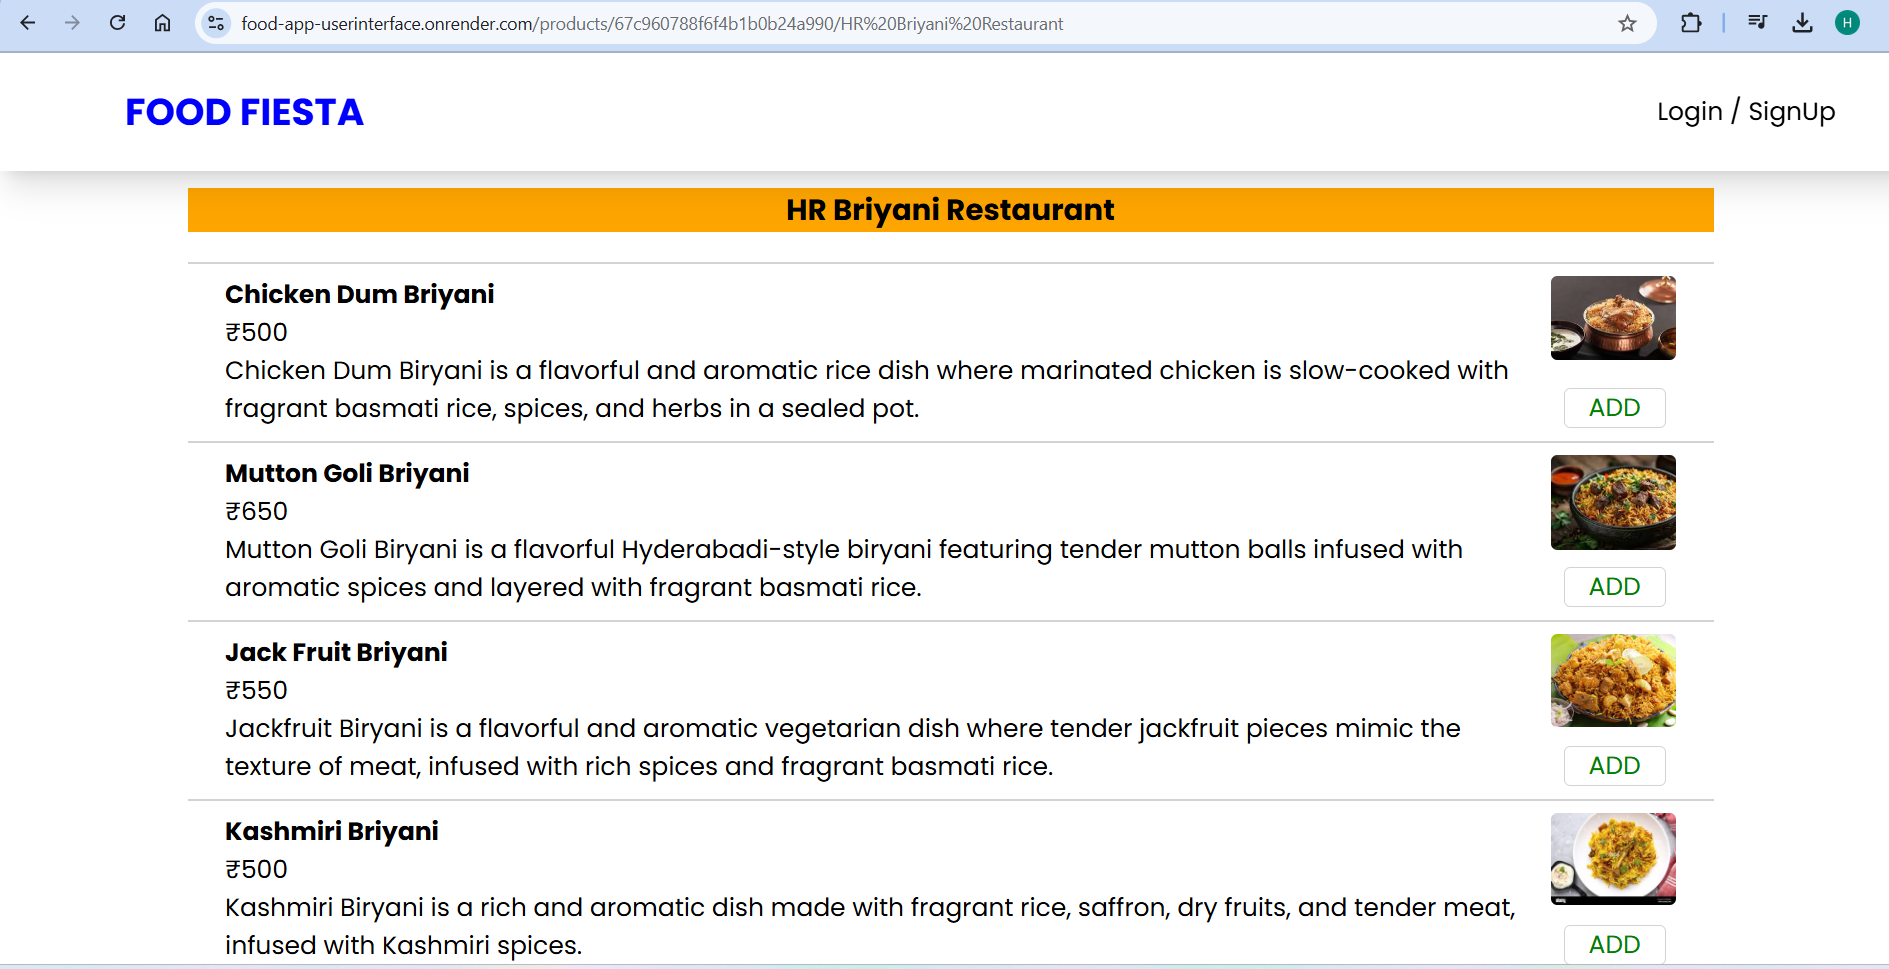 food-app-userinterface.onrender.com/products/67c960788f6f4b1b0b24a990/HR%20Briyani%20Restaurant
H
FOOD FIESTA
Login / SignUp
HR Briyani Restaurant
Chicken Dum Briyani
₹500
Chicken Dum Biryani is a flavorful and aromatic rice dish where marinated chicken is slow-cooked with
fragrant basmati rice, spices, and herbs in a sealed pot.
ADD
Mutton Goli Briyani
₹650
Mutton Goli Biryani is a flavorful Hyderabadi-style biryani featuring tender mutton balls infused with
aromatic spices and layered with fragrant basmati rice.
ADD
Jack Fruit Briyani
₹550
Jackfruit Biryani is a flavorful and aromatic vegetarian dish where tender jackfruit pieces mimic the
texture of meat, infused with rich spices and fragrant basmati rice.
ADD
Kashmiri Briyani
₹500
Kashmiri Biryani is a rich and aromatic dish made with fragrant rice, saffron, dry fruits, and tender meat,
infused with Kashmiri spices.
ADD